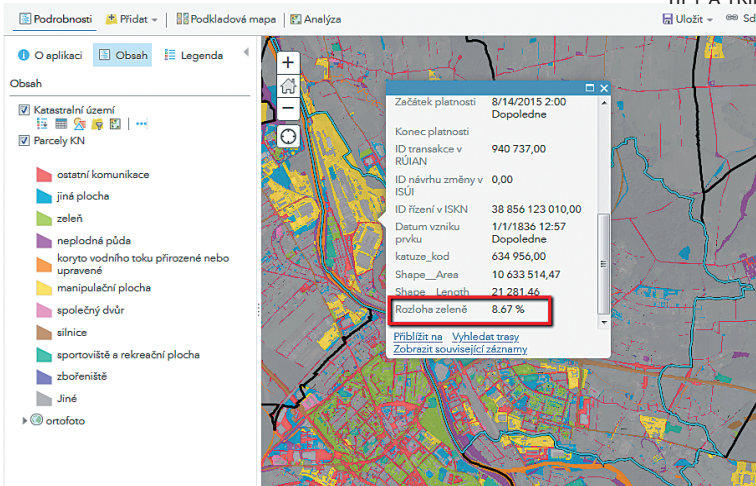 Podrobnosti Přidat Podkladová mapa Analýza Uložit Sd
O aplikaci Obsah Legenda
Obsah
Katastralní území
Parcely KN
ostatní komunikace
jiná plocha
zeleň
neplodná půda
koryto vodního toku přirozené nebo
upravené
manipulační plocha
společný dvůr
silnice
sportoviště a rekreační plocha
zbořeniště
Jiné
ortofoto
Začátek platnosti 8/14/2015 2:00
Dopoledne
Konec platnosti
ID transakce v 940 737,00
RÚIAN
ID návrhu změny v 0,00
ISÚI
ID řízení v ISKN 38 856 123 010,00
Datum vzniku 1/1/1836 12:57
prvku Dopoledne
katuze_kod 634 956,00
Shape__Area 10 633 514,47
Shape__Length 21 281,46
Rozloha zeleně 8.67 %
Přiblížit na Vyhledat trasy
Zobrazit související záznamy